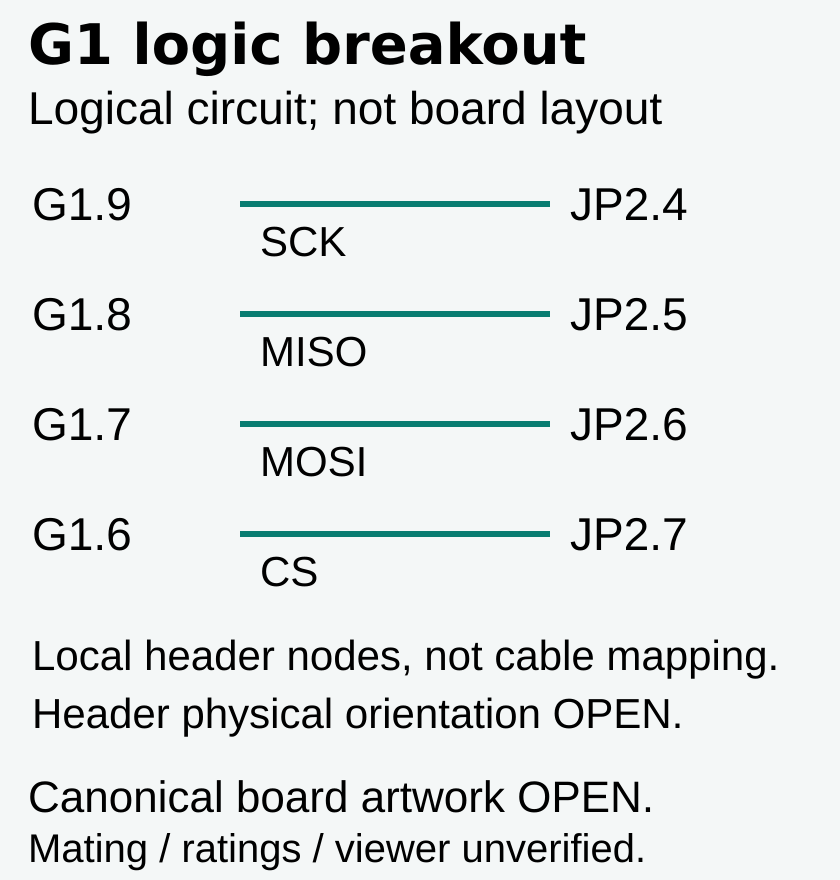 G1 logic breakout
Logical circuit; not board layout
G1.9 JP2.4
SCK
G1.8 JP2.5
MISO
G1.7 JP2.6
MOSI
G1.6 JP2.7
CS
Local header nodes, not cable mapping.
Header physical orientation OPEN.
Canonical board artwork OPEN.
Mating / ratings / viewer unverified.